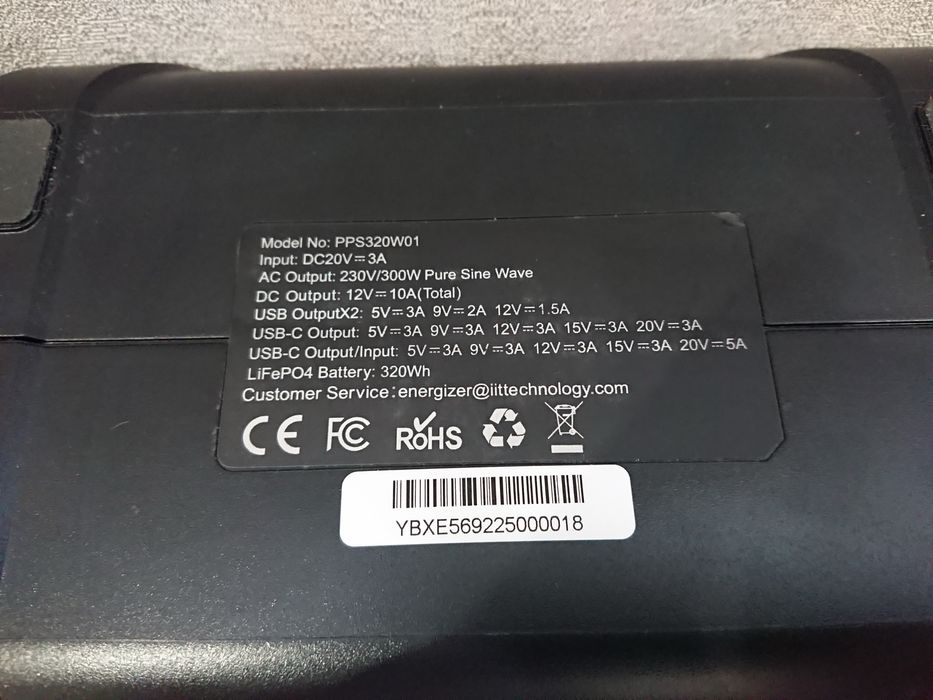 Model No: PPS320W01
Input: DC20V⎓3A
AC Output: 230V/300W Pure Sine Wave
DC Output: 12V⎓10A(Total)
USB OutputX2: 5V⎓3A 9V⎓2A 12V⎓1.5A
USB-C Output: 5V⎓3A 9V⎓3A 12V⎓3A 15V⎓3A 20V⎓3A
USB-C Output/Input: 5V⎓3A 9V⎓3A 12V⎓3A 15V⎓3A 20V⎓5A
LiFePO4 Battery: 320Wh
Customer Service: energizer@iittechnology.com
CE FC RoHS
YBXE569225000018